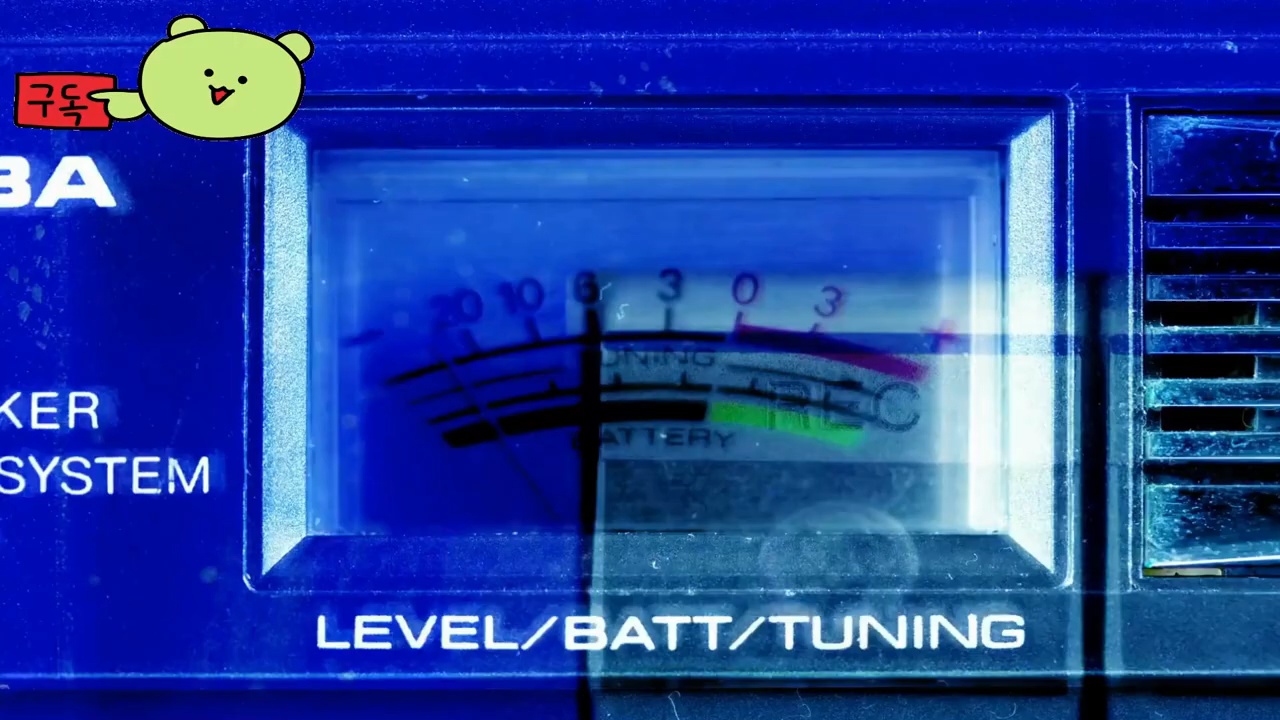 구독
BA
20 10 6 3 0 3
- +
TUNING
REC
BATTERY
KER
SYSTEM
LEVEL/BATT/TUNING